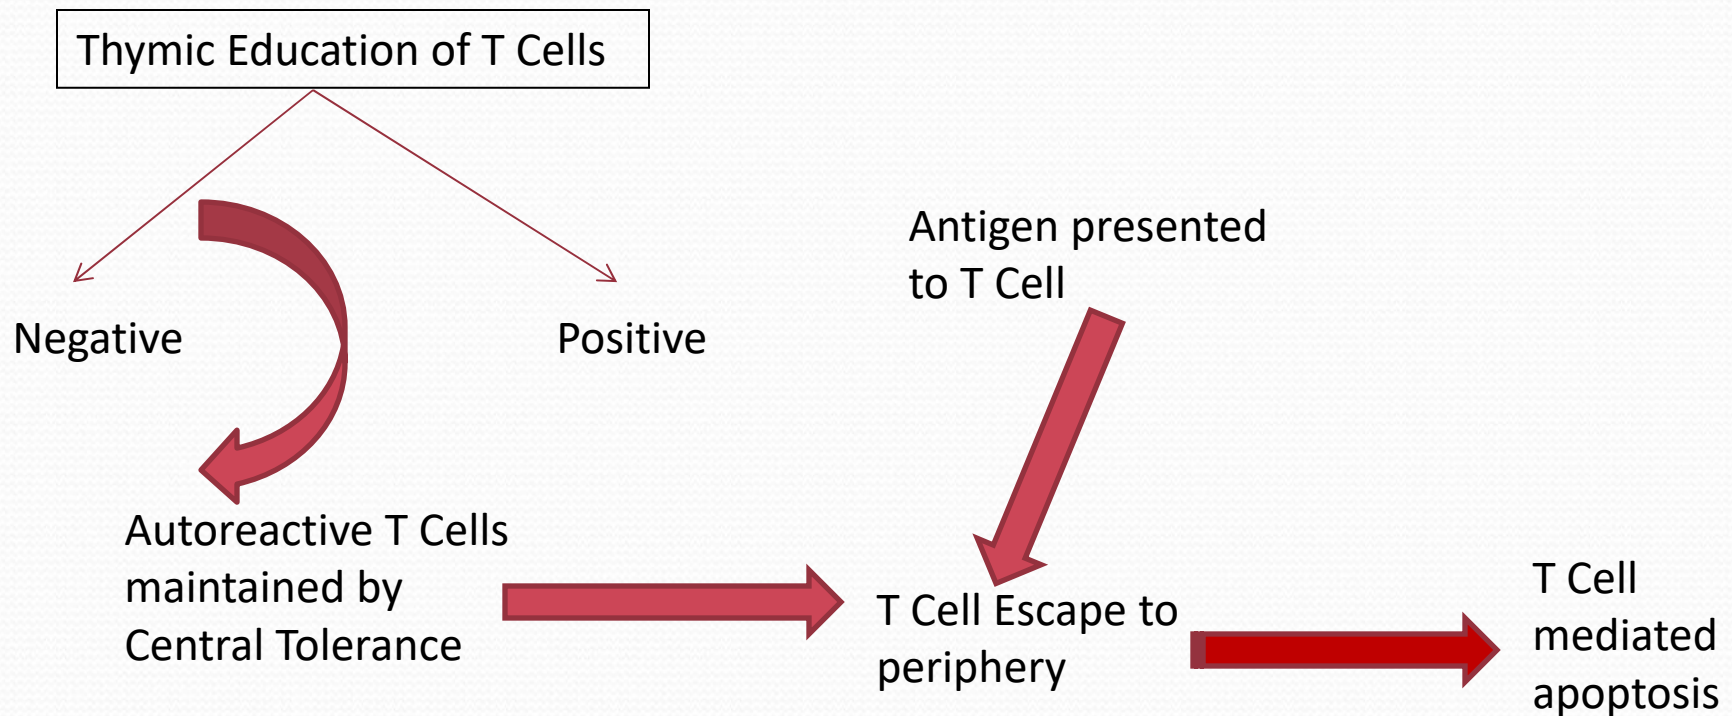 Thymic Education of T Cells
Negative
Positive
Antigen presented
to T Cell
Autoreactive T Cells
maintained by
Central Tolerance
T Cell Escape to
periphery
T Cell
mediated
apoptosis